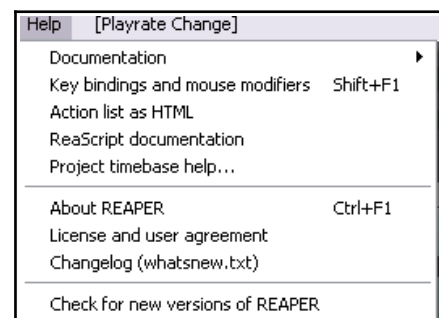 Help [Playrate Change]
Documentation
Key bindings and mouse modifiers Shift+F1
Action list as HTML
ReaScript documentation
Project timebase help...
About REAPER Ctrl+F1
License and user agreement
Changelog (whatsnew.txt)
Check for new versions of REAPER